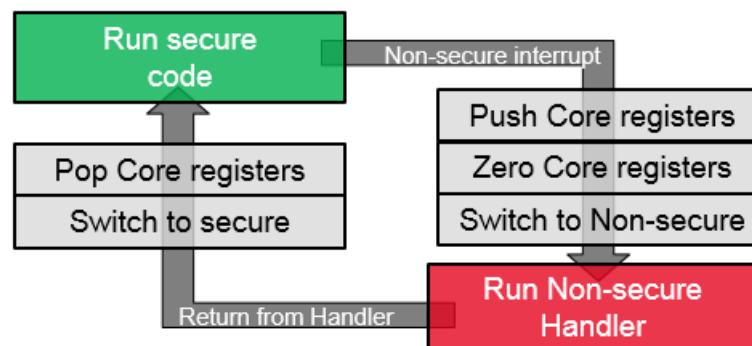 Run secure
code
Non-secure interrupt
Push Core registers
Zero Core registers
Switch to Non-secure
Run Non-secure
Handler
Return from Handler
Switch to secure
Pop Core registers